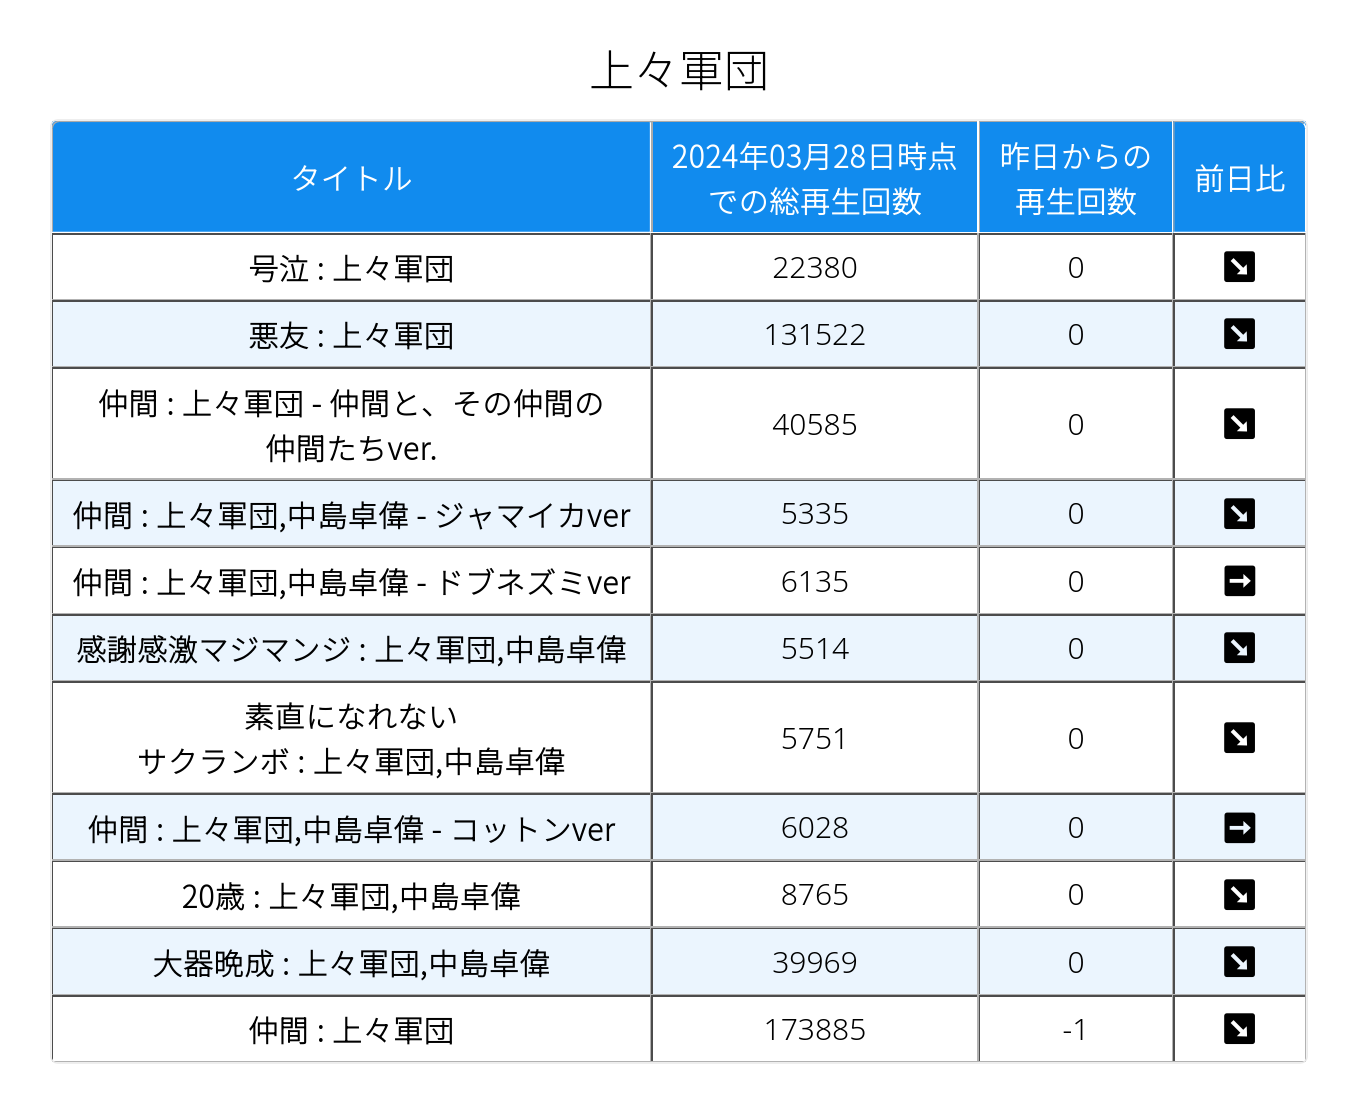 上々軍団
タイトル
2024年03月28日時点
での総再生回数
昨日からの
再生回数
前日比
号泣 : 上々軍団 22380 0 ↘
悪友 : 上々軍団 131522 0 ↘
仲間 : 上々軍団 - 仲間と、その仲間の
仲間たちver. 40585 0 ↘
仲間 : 上々軍団,中島卓偉 - ジャマイカver 5335 0 ↘
仲間 : 上々軍団,中島卓偉 - ドブネズミver 6135 0 →
感謝感激マジマンジ : 上々軍団,中島卓偉 5514 0 ↘
素直になれない
サクランボ : 上々軍団,中島卓偉 5751 0 ↘
仲間 : 上々軍団,中島卓偉 - コットンver 6028 0 →
20歳 : 上々軍団,中島卓偉 8765 0 ↘
大器晩成 : 上々軍団,中島卓偉 39969 0 ↘
仲間 : 上々軍団 173885 -1 ↘